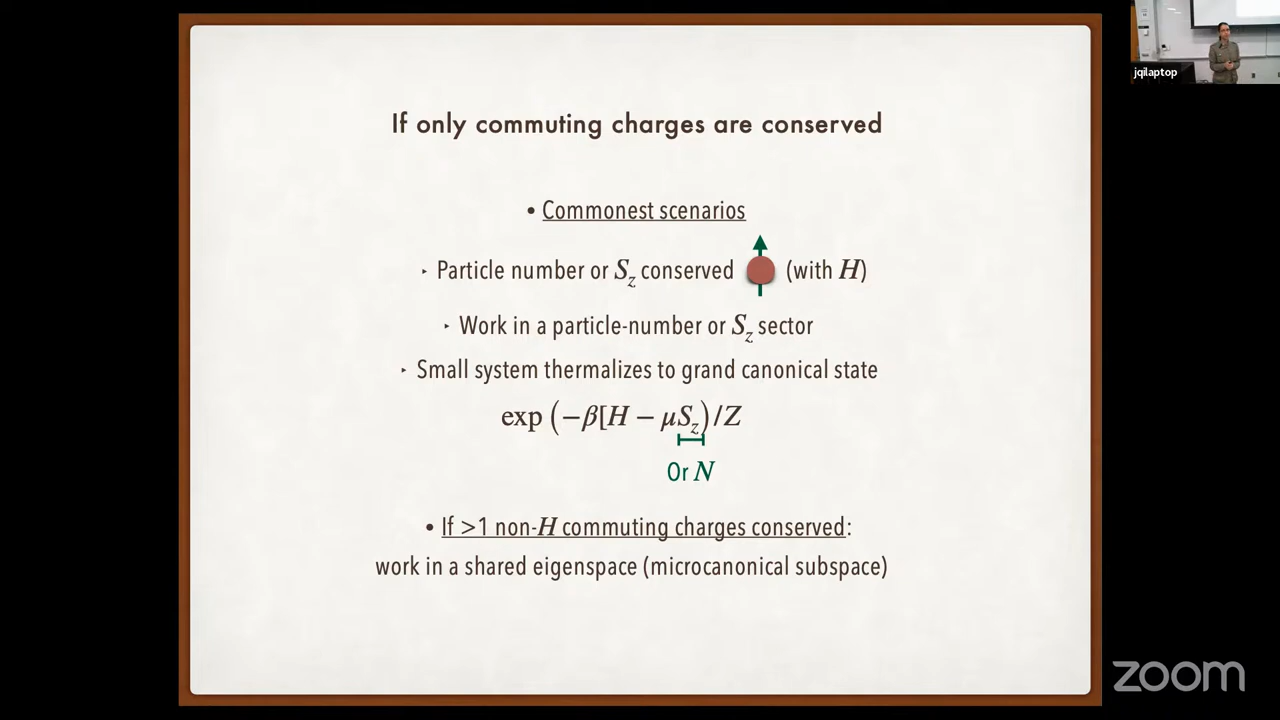 jqilaptop
If only commuting charges are conserved
• Commonest scenarios
‣ Particle number or S_z conserved (with H)
‣ Work in a particle-number or S_z sector
‣ Small system thermalizes to grand canonical state
exp (−β[H − μS_z)/Z
Or N
• If >1 non-H commuting charges conserved:
work in a shared eigenspace (microcanonical subspace)
zoom